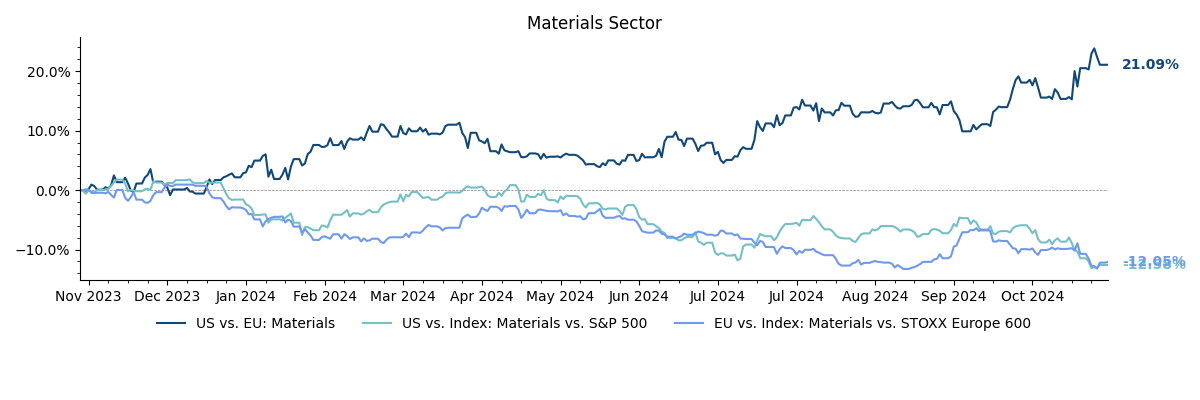 Materials Sector
20.0%
10.0%
0.0%
−10.0%
21.09%
-12.05%
Nov 2023 Dec 2023 Jan 2024 Feb 2024 Mar 2024 Apr 2024 May 2024 Jun 2024 Jul 2024 Jul 2024 Aug 2024 Sep 2024 Oct 2024
US vs. EU: Materials US vs. Index: Materials vs. S&P 500 EU vs. Index: Materials vs. STOXX Europe 600